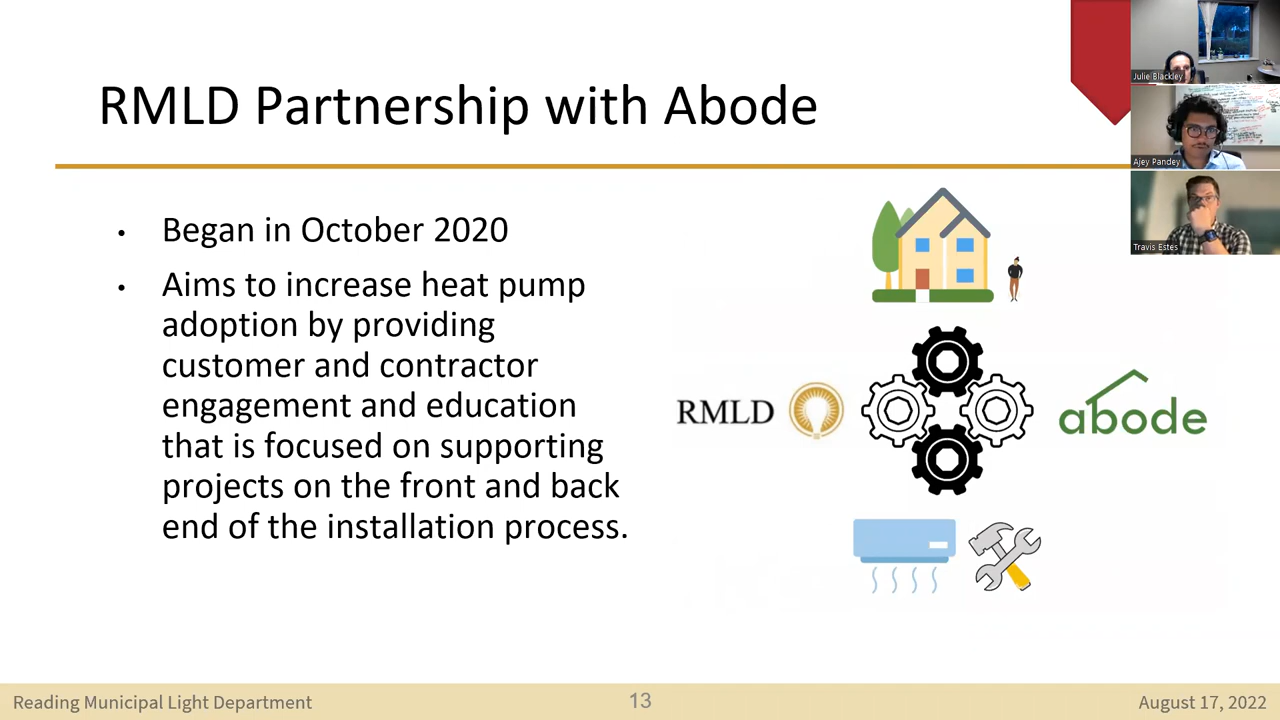 RMLD Partnership with Abode
• Began in October 2020
• Aims to increase heat pump
adoption by providing
customer and contractor
engagement and education
that is focused on supporting
projects on the front and back
end of the installation process.
RMLD
abode
Julie Blackley
Ajey Pandey
Travis Estes
Reading Municipal Light Department
13
August 17, 2022